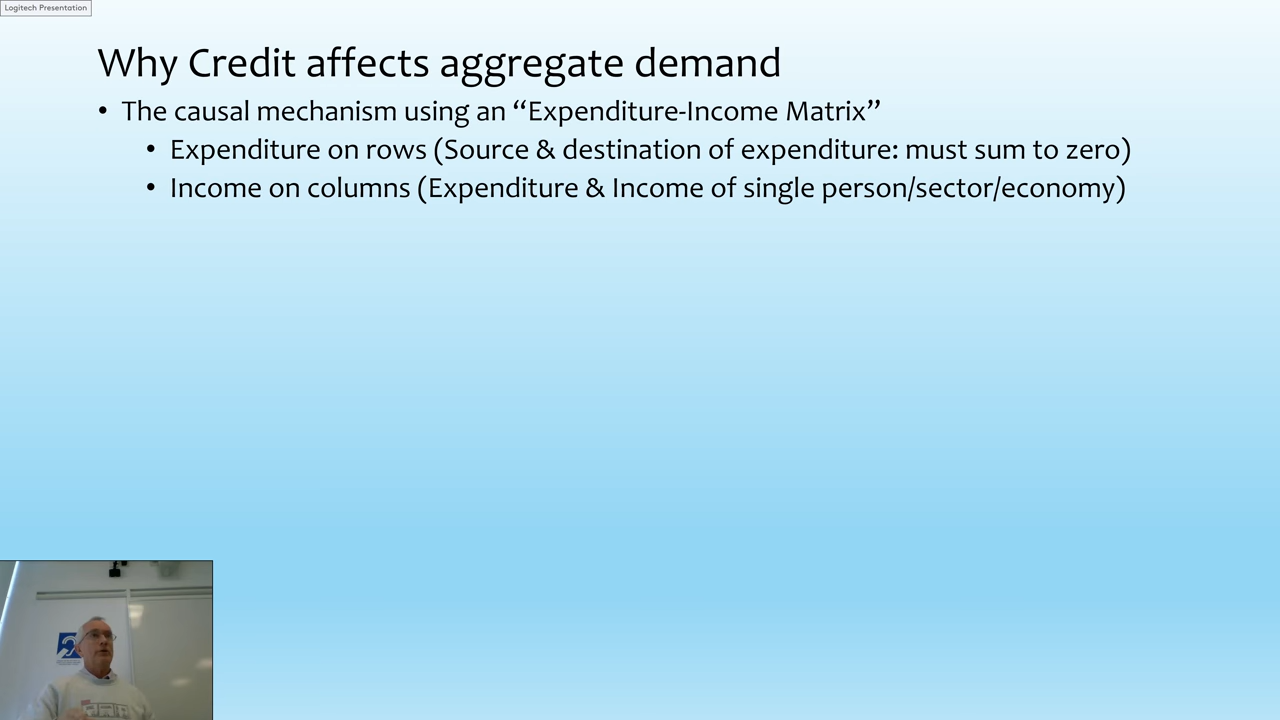 Logitech Presentation
Why Credit affects aggregate demand
• The causal mechanism using an “Expenditure-Income Matrix”
• Expenditure on rows (Source & destination of expenditure: must sum to zero)
• Income on columns (Expenditure & Income of single person/sector/economy)